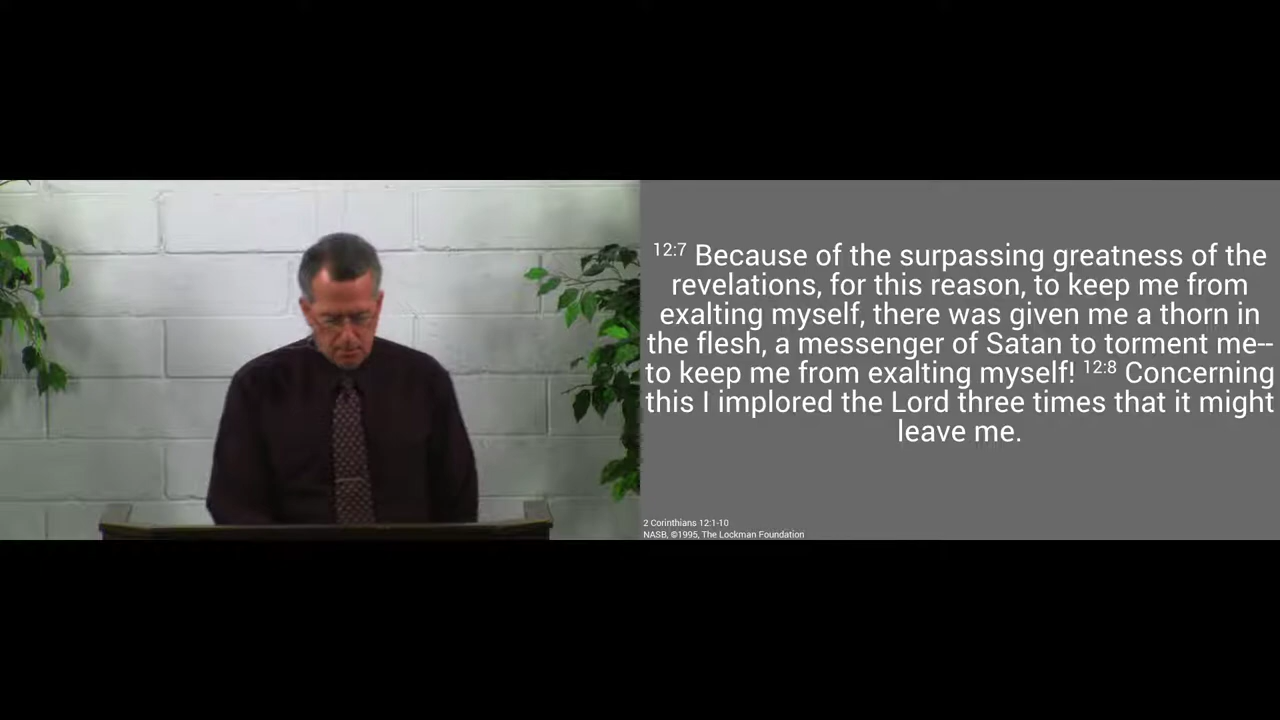 12:7 Because of the surpassing greatness of the
revelations, for this reason, to keep me from
exalting myself, there was given me a thorn in
the flesh, a messenger of Satan to torment me--
to keep me from exalting myself! 12:8 Concerning
this I implored the Lord three times that it might
leave me.
2 Corinthians 12:1-10
NASB, ©1995, The Lockman Foundation